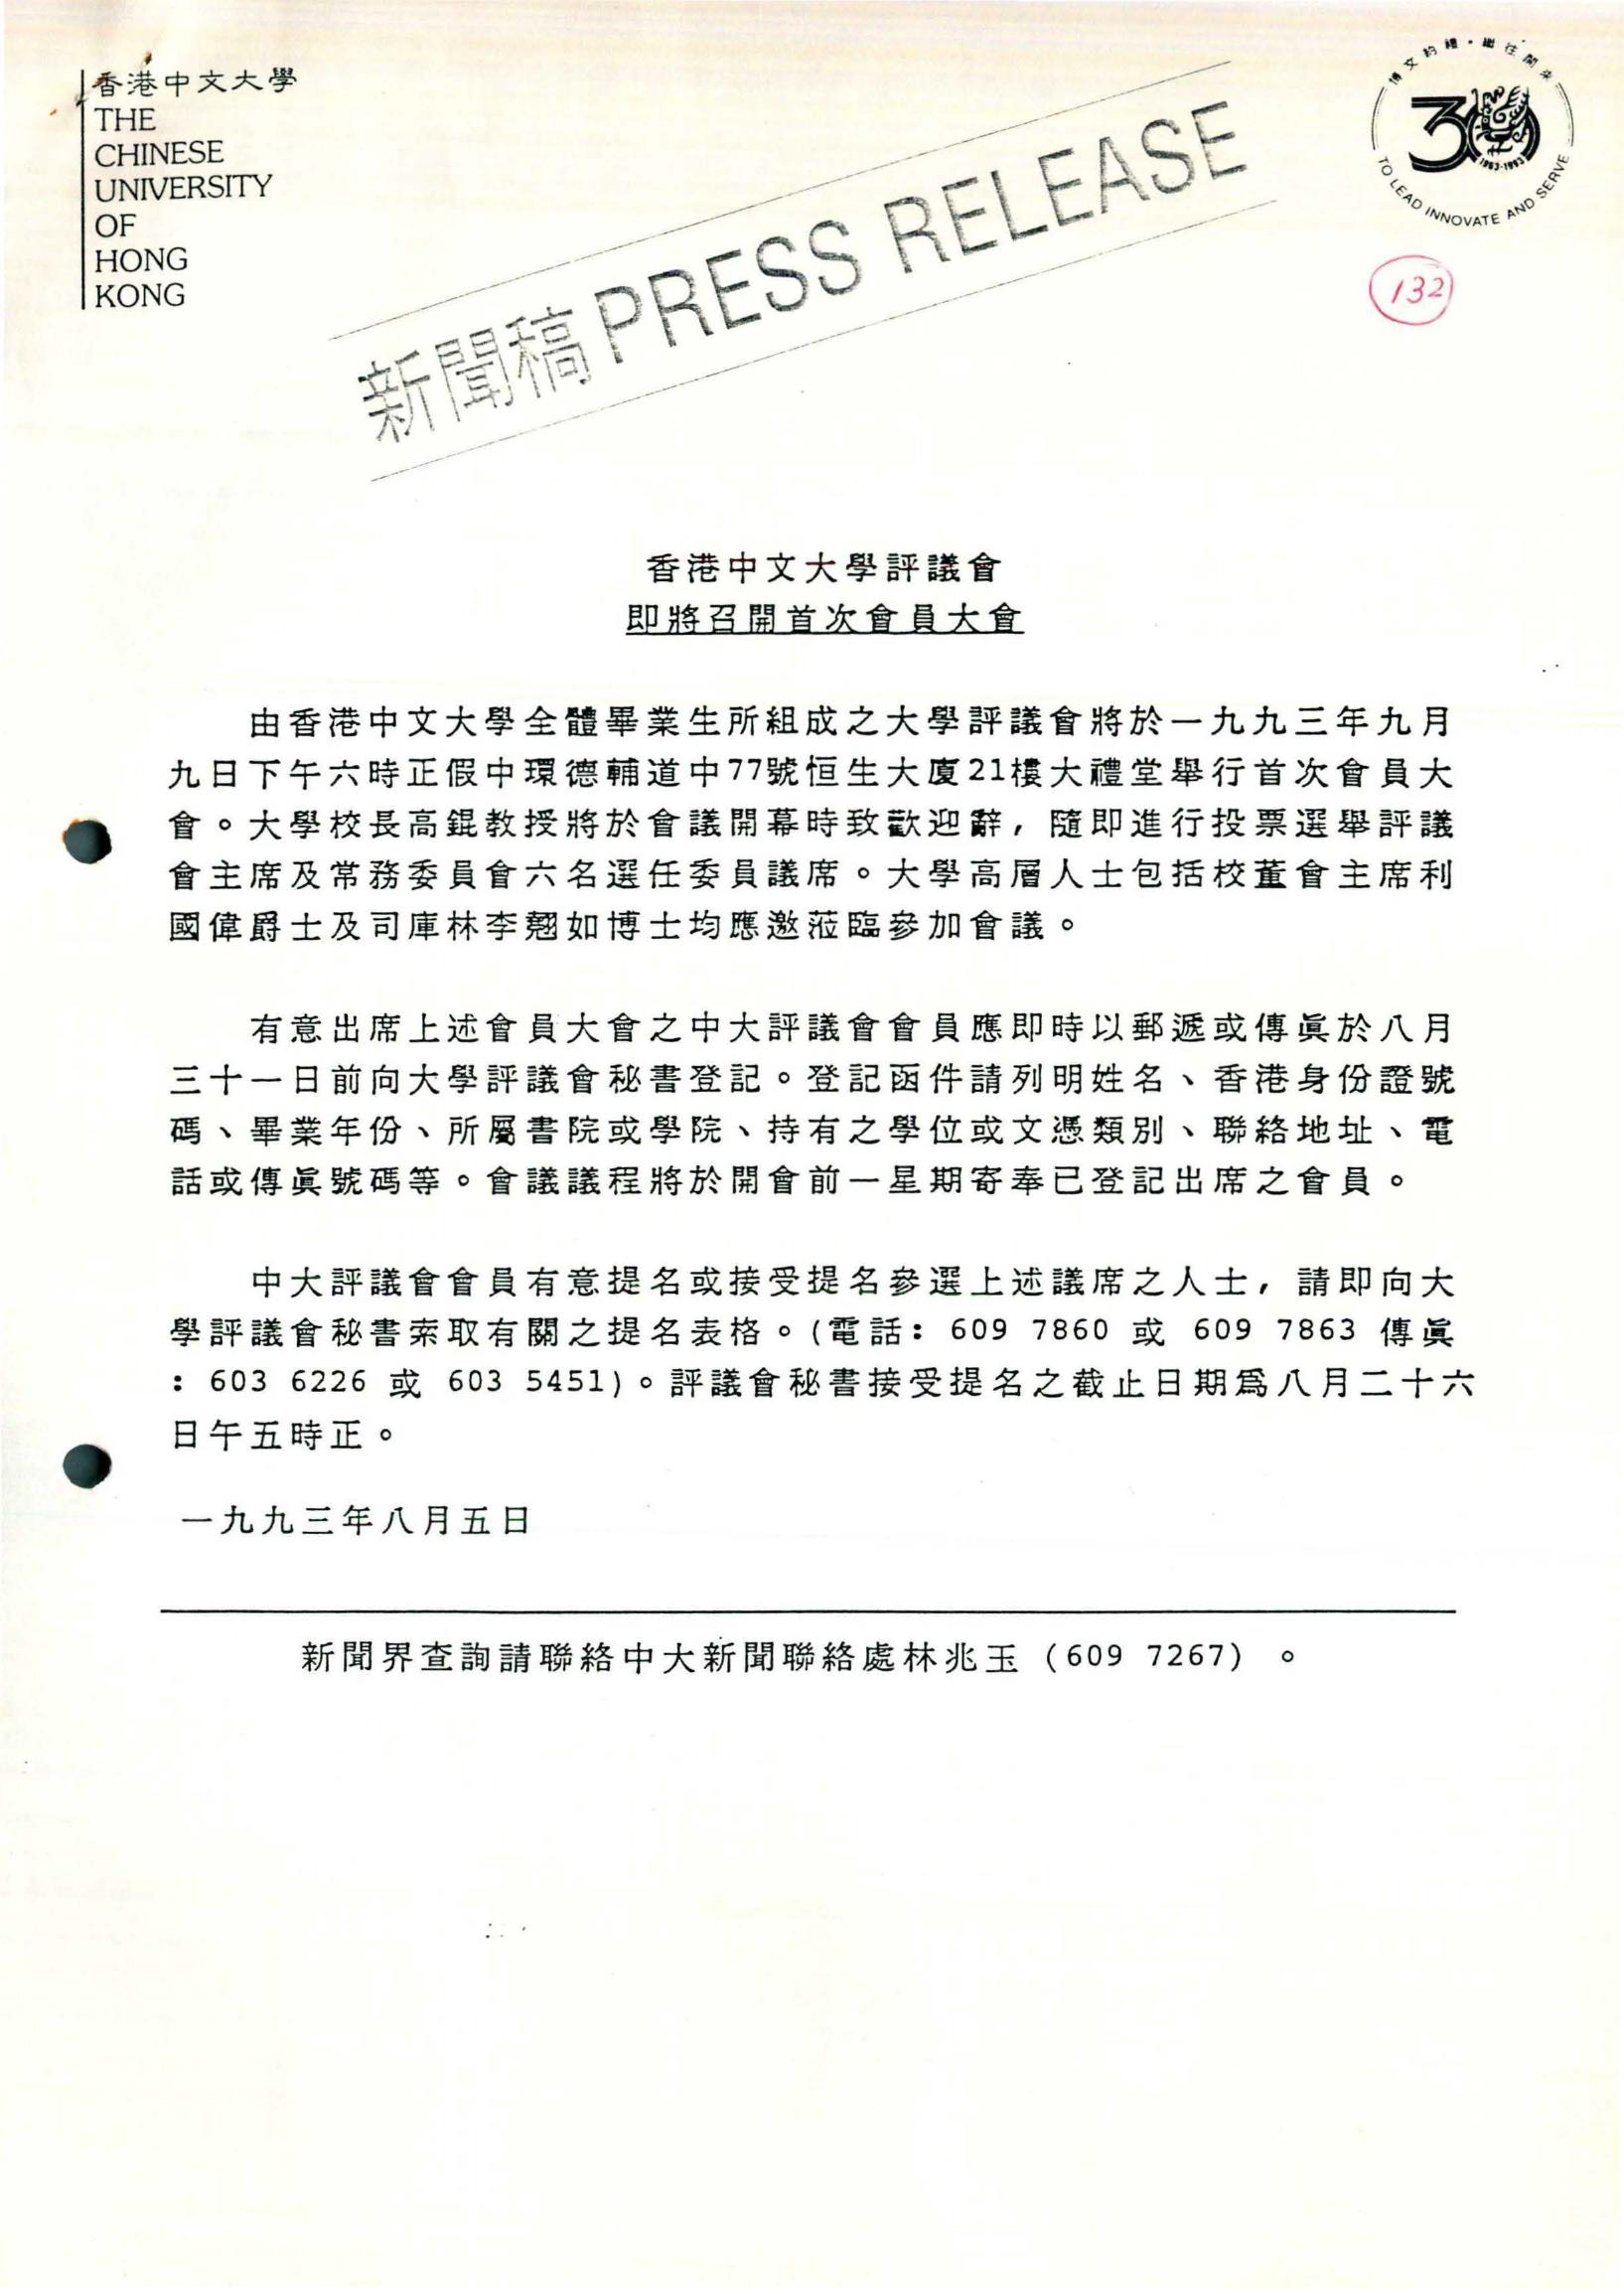 香港中文大學
THE
CHINESE
UNIVERSITY
OF
HONG
KONG
博文約禮・繼往開來
30
1963-1993
TO LEAD INNOVATE AND SERVE
132
新聞稿 PRESS RELEASE
香港中文大學評議會
即將召開首次會員大會
由香港中文大學全體畢業生所組成之大學評議會將於一九九三年九月
九日下午六時正假中環德輔道中77號恒生大廈21樓大禮堂舉行首次會員大
會。大學校長高錕教授將於會議開幕時致歡迎辭，隨即進行投票選舉評議
會主席及常務委員會六名選任委員議席。大學高層人士包括校董會主席利
國偉爵士及司庫林李翹如博士均應邀蒞臨參加會議。
有意出席上述會員大會之中大評議會會員應即時以郵遞或傳眞於八月
三十一日前向大學評議會秘書登記。登記函件請列明姓名、香港身份證號
碼、畢業年份、所屬書院或學院、持有之學位或文憑類別、聯絡地址、電
話或傳眞號碼等。會議議程將於開會前一星期寄奉已登記出席之會員。
中大評議會會員有意提名或接受提名參選上述議席之人士，請即向大
學評議會秘書索取有關之提名表格。(電話: 609 7860 或 609 7863 傳眞
: 603 6226 或 603 5451)。評議會秘書接受提名之截止日期爲八月二十六
日午五時正。
一九九三年八月五日
新聞界查詢請聯絡中大新聞聯絡處林兆玉 (609 7267) 。